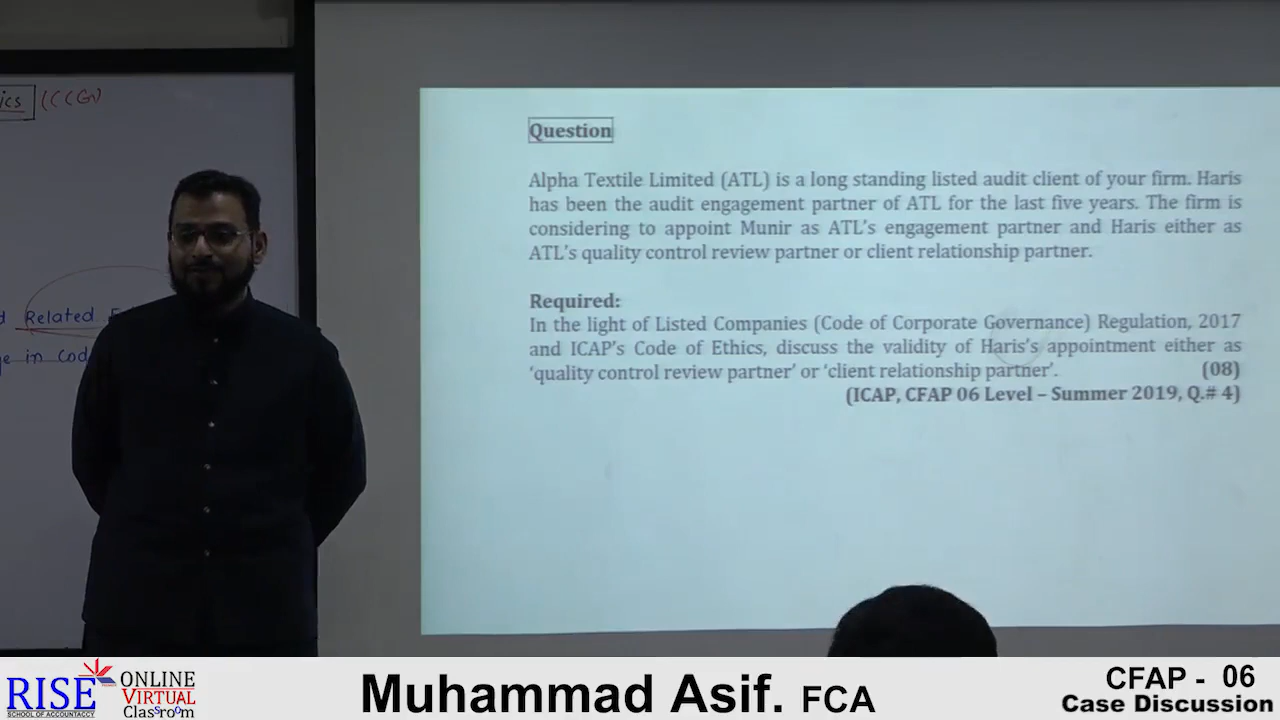 ics (CCGV)
Related
in Cod
Question
Alpha Textile Limited (ATL) is a long standing listed audit client of your firm. Haris
has been the audit engagement partner of ATL for the last five years. The firm is
considering to appoint Munir as ATL's engagement partner and Haris either as
ATL's quality control review partner or client relationship partner.
Required:
In the light of Listed Companies (Code of Corporate Governance) Regulation, 2017
and ICAP's Code of Ethics, discuss the validity of Haris's appointment either as
'quality control review partner' or 'client relationship partner'. (08)
(ICAP, CFAP 06 Level – Summer 2019, Q.# 4)
RISE
SCHOOL OF ACCOUNTACY
ONLINE
VIRTUAL
Classroom
Muhammad Asif. FCA
CFAP - 06
Case Discussion